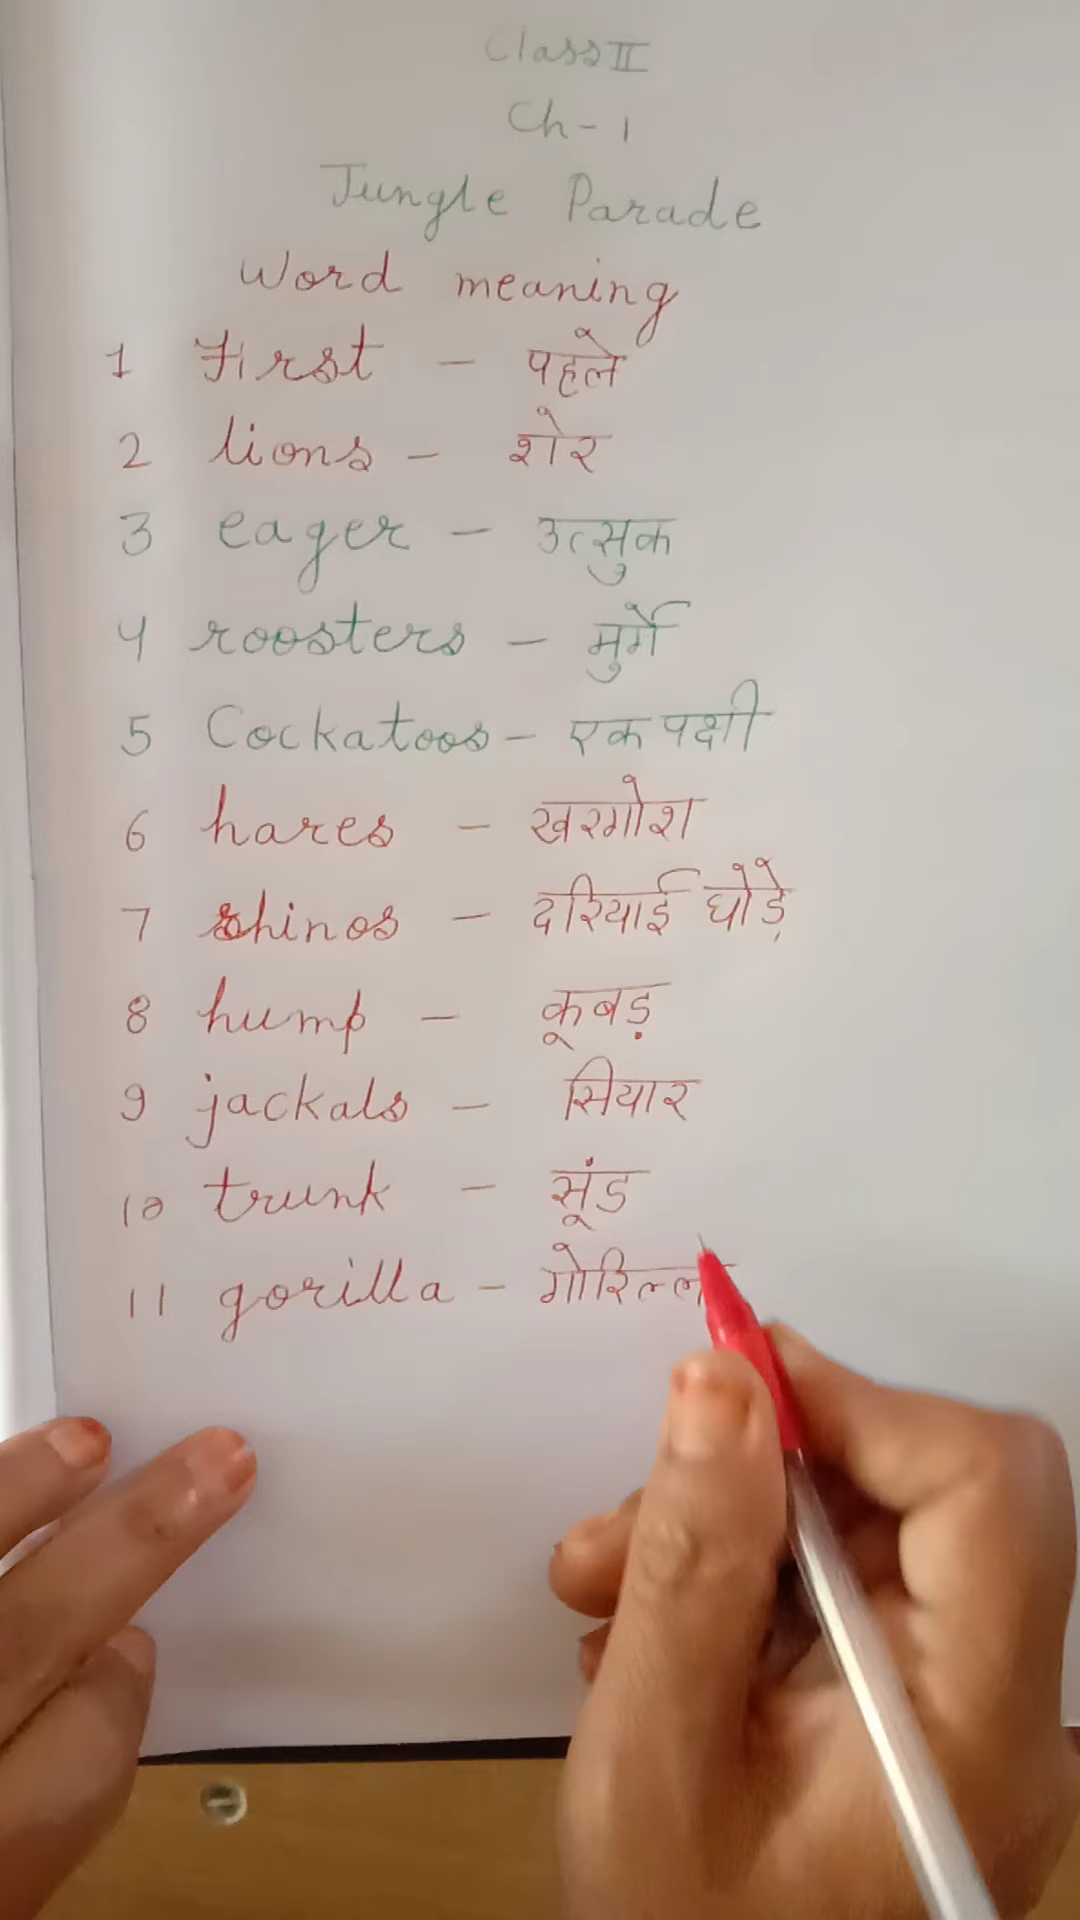 Class II
Ch - 1
Jungle Parade
Word meaning
1 First - पहले
2 lions - शेर
3 eager - उत्सुक
4 roosters - मुर्गे
5 Cockatoos - एक पक्षी
6 hares - खरगोश
7 rhinos - दरियाई घोड़े
8 hump - कूबड़
9 jackals - सियार
10 trunk - सूंड
11 gorilla - गोरिल्ल